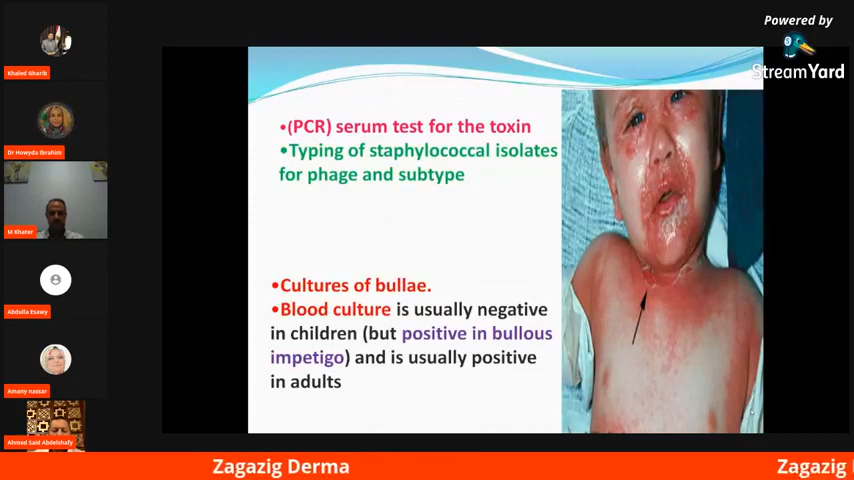 Powered by
StreamYard
Khaled Gharib
Dr Howyda Ibrahim
M Khater
Abdulla Esawy
Amany nassar
Ahmed Said Abdelshafy
•(PCR) serum test for the toxin
•Typing of staphylococcal isolates
for phage and subtype
•Cultures of bullae.
•Blood culture is usually negative
in children (but positive in bullous
impetigo) and is usually positive
in adults
Zagazig Derma
Zagazig